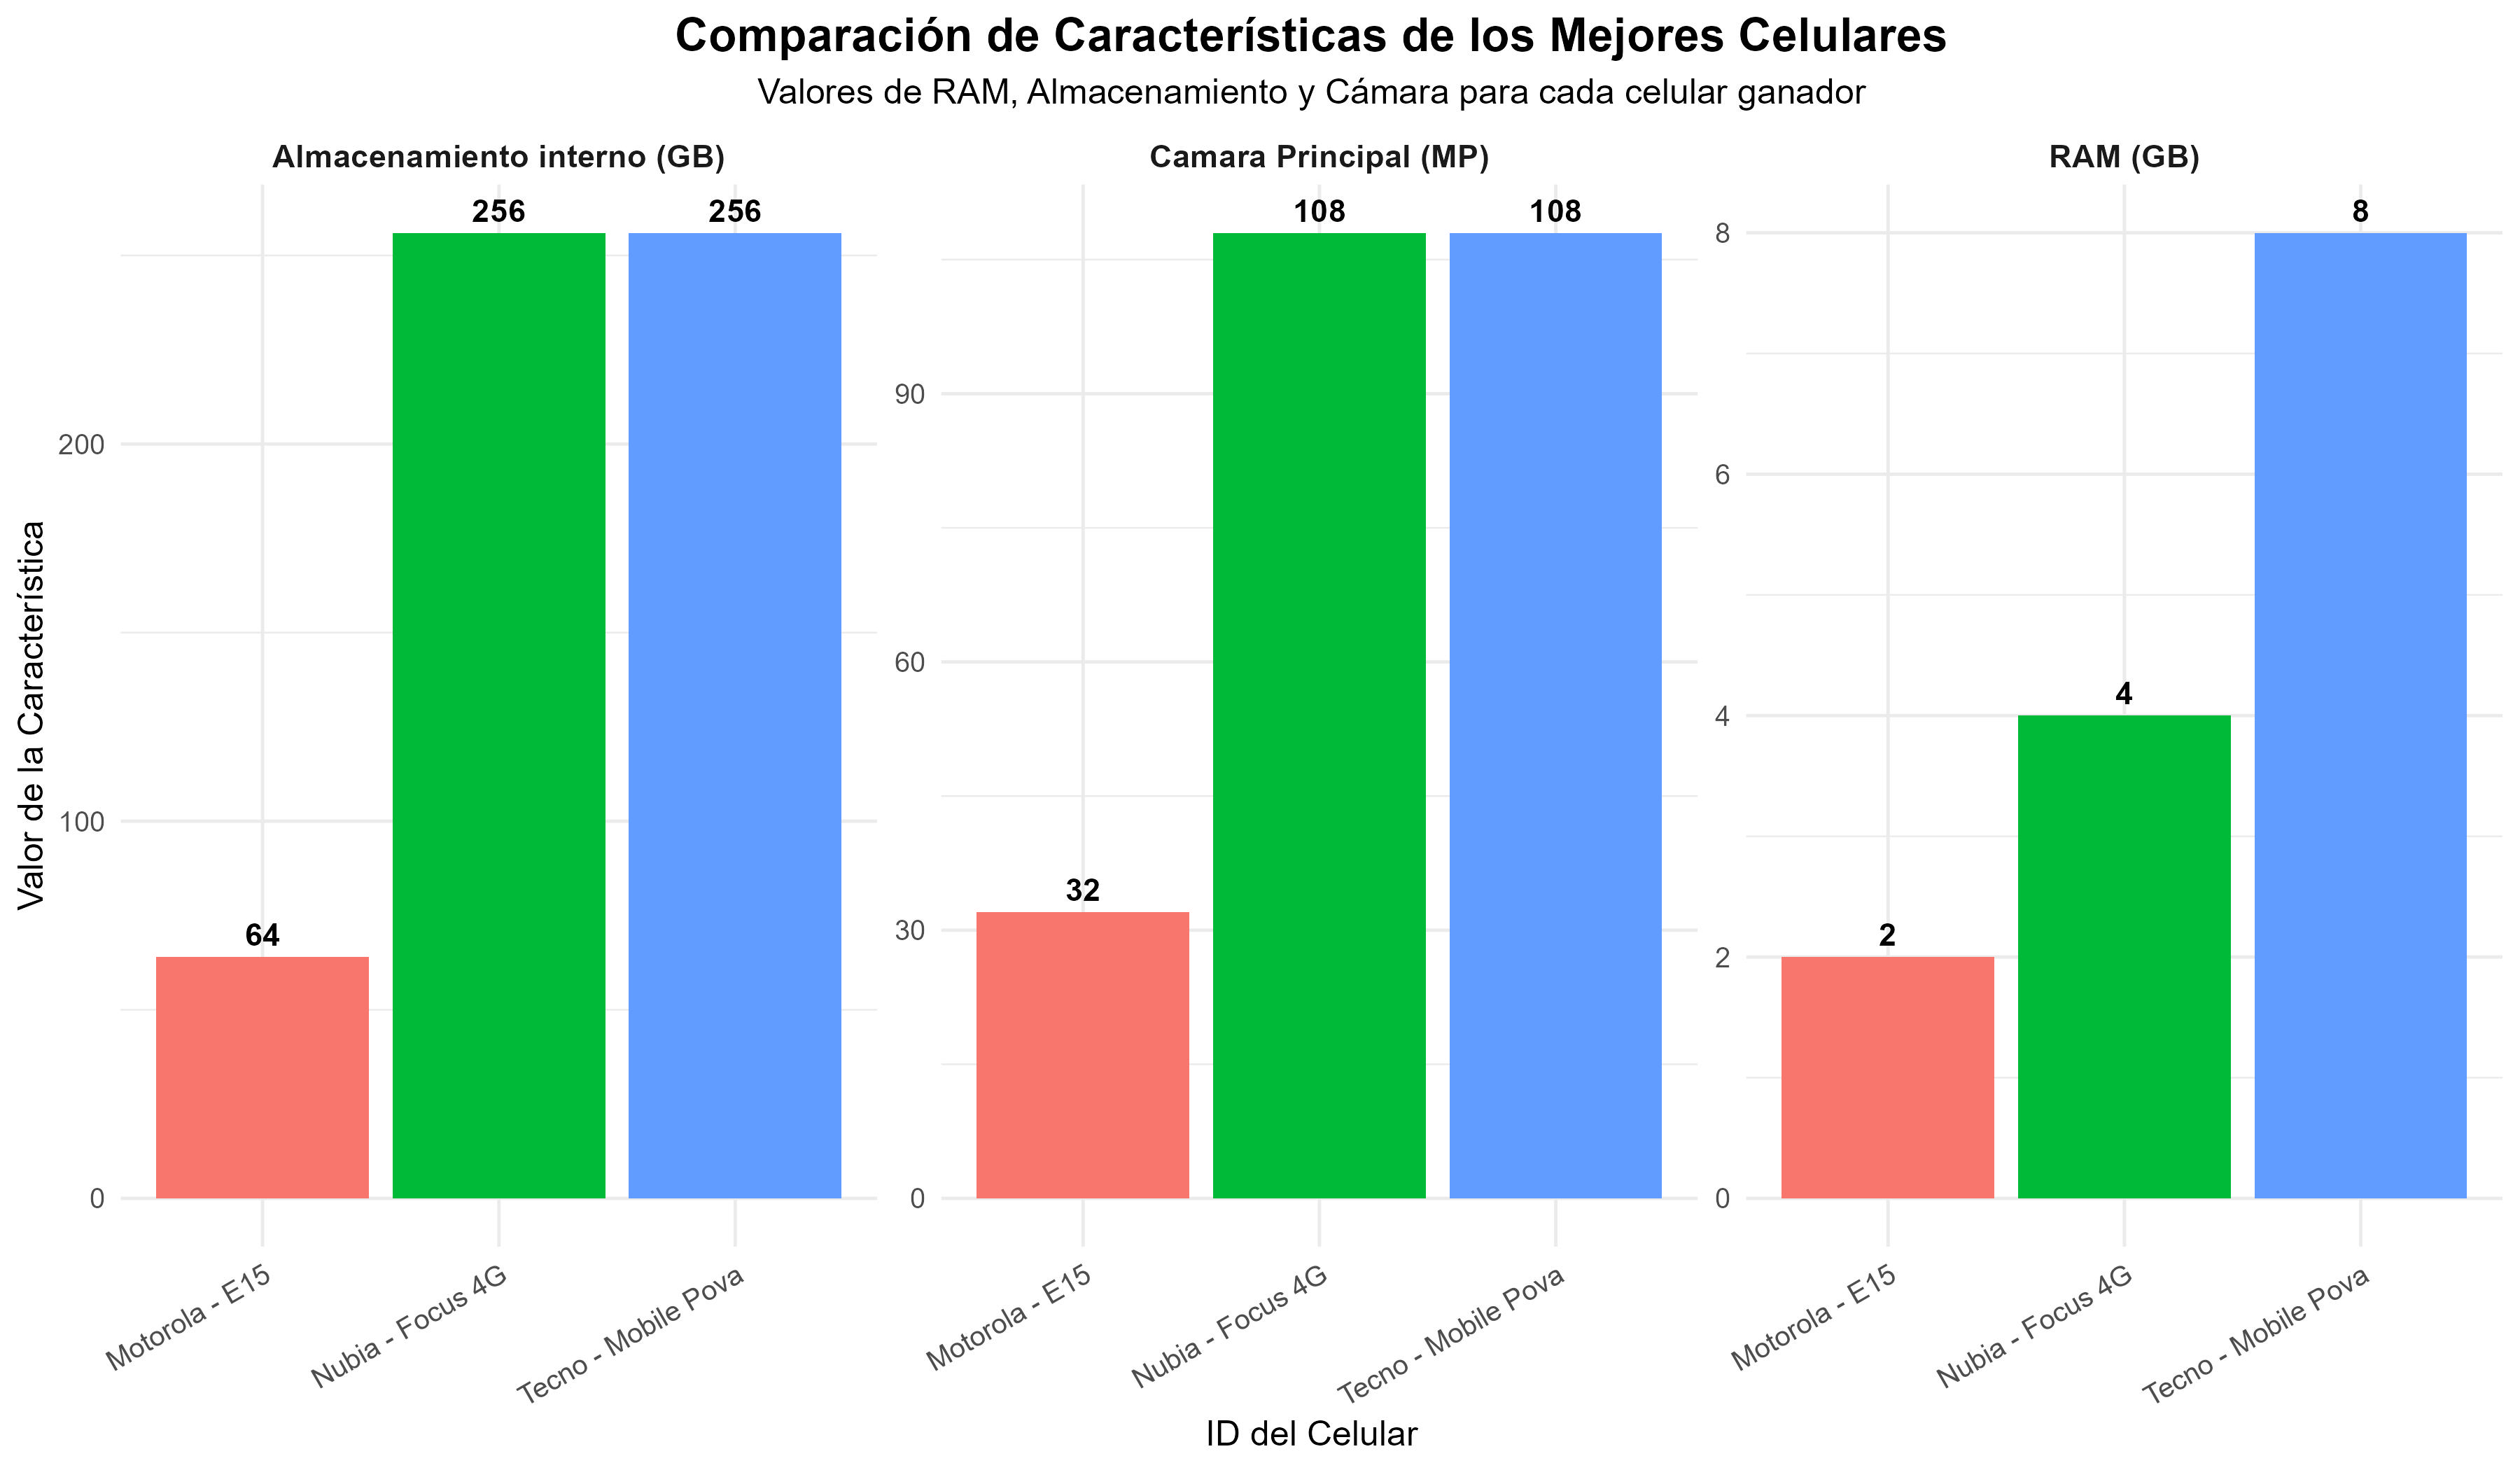 Comparación de Características de los Mejores Celulares
Valores de RAM, Almacenamiento y Cámara para cada celular ganador
Almacenamiento interno (GB)
Camara Principal (MP)
RAM (GB)
Valor de la Característica
200
100
0
64
256
256
Motorola - E15
Nubia - Focus 4G
Tecno - Mobile Pova
90
60
30
0
32
108
108
Motorola - E15
Nubia - Focus 4G
Tecno - Mobile Pova
8
6
4
2
0
2
4
8
Motorola - E15
Nubia - Focus 4G
Tecno - Mobile Pova
ID del Celular